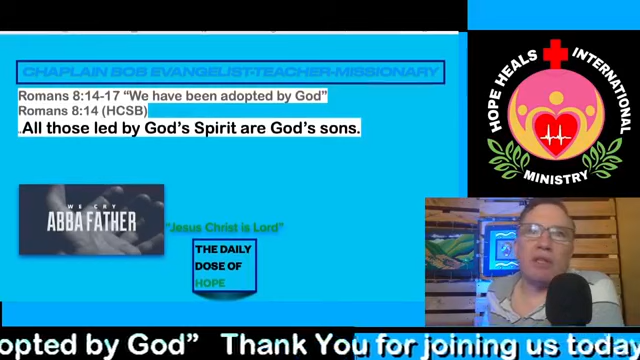 CHAPLAIN BOB EVANGELIST-TEACHER-MISSIONARY
Romans 8:14-17 “We have been adopted by God”
Romans 8:14 (HCSB)
All those led by God’s Spirit are God’s sons.
WE CRY
ABBA FATHER
"Jesus Christ is Lord"
THE DAILY
DOSE OF
HOPE
HOPE HEALS INTERNATIONAL
MINISTRY
opted by God” Thank You for joining us today